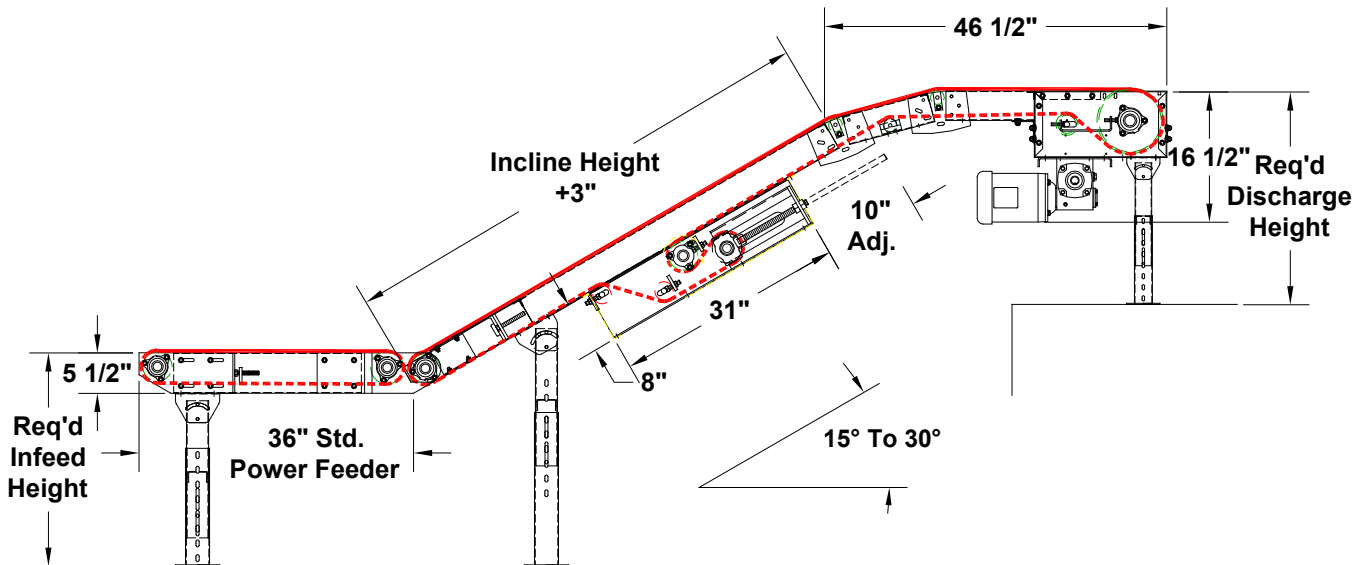 46 1/2"
Incline Height
+3"
16 1/2"
Req'd
Discharge
Height
10"
Adj.
31"
8"
5 1/2"
Req'd
Infeed
Height
36" Std.
Power Feeder
15° To 30°